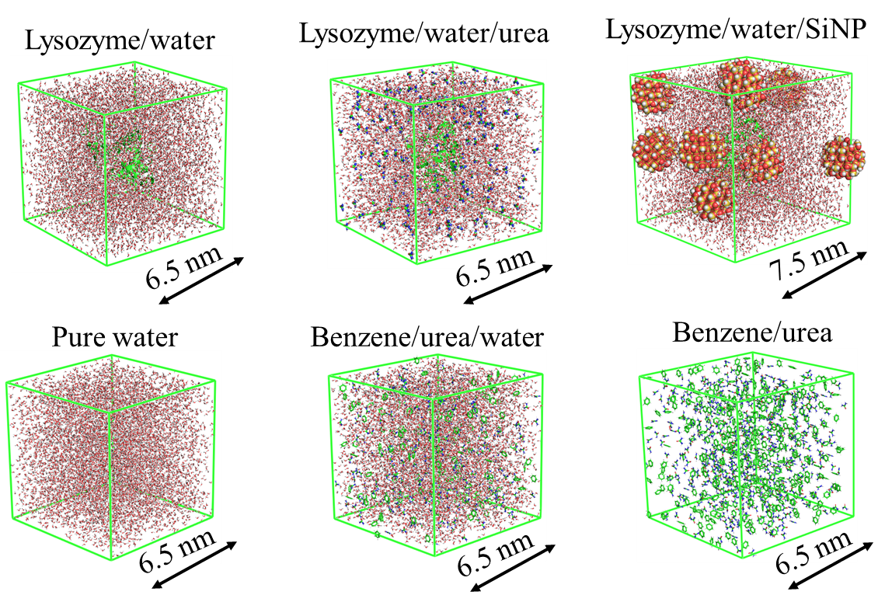 Lysozyme/water
Lysozyme/water/urea
Lysozyme/water/SiNP
6.5 nm
6.5 nm
7.5 nm
Pure water
Benzene/urea/water
Benzene/urea
6.5 nm
6.5 nm
6.5 nm